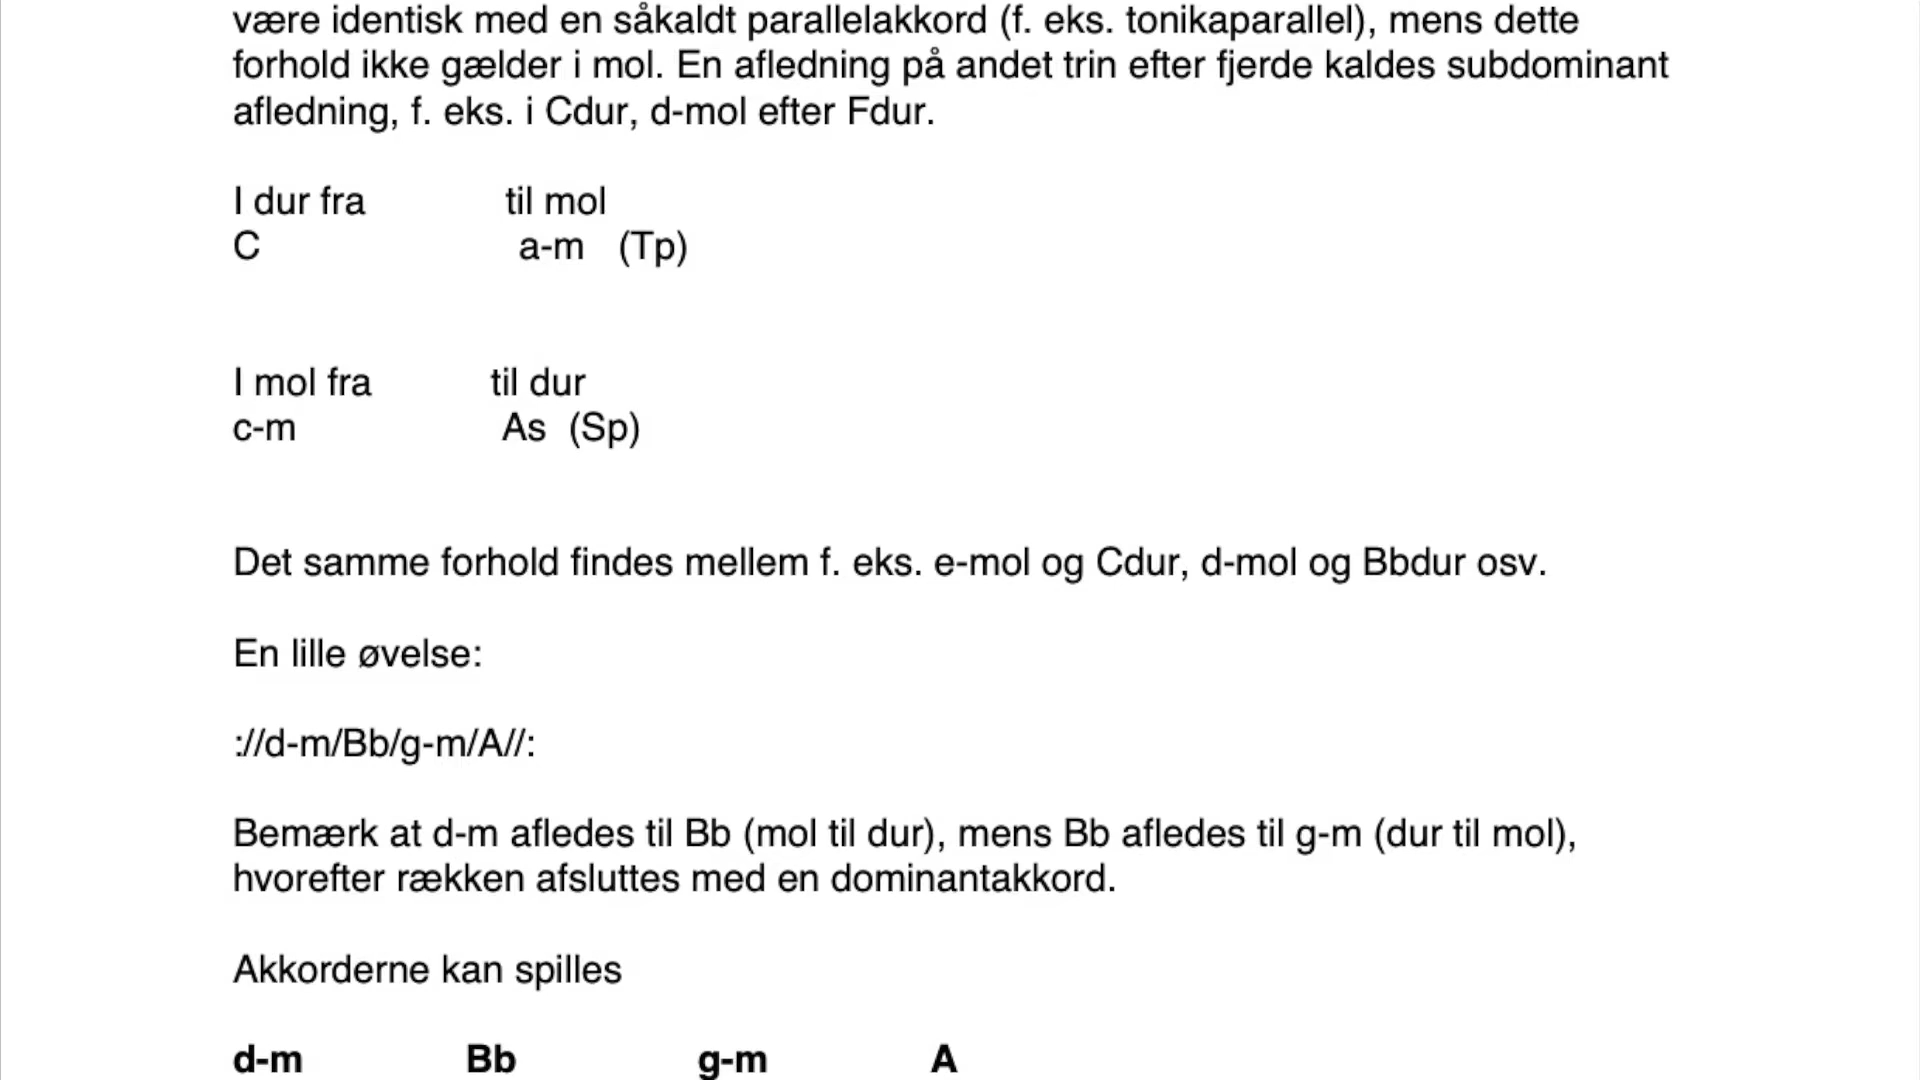 være identisk med en såkaldt parallelakkord (f. eks. tonikaparallel), mens dette
forhold ikke gælder i mol. En afledning på andet trin efter fjerde kaldes subdominant
afledning, f. eks. i Cdur, d-mol efter Fdur.
I dur fra til mol
C a-m (Tp)
I mol fra til dur
c-m As (Sp)
Det samme forhold findes mellem f. eks. e-mol og Cdur, d-mol og Bbdur osv.
En lille øvelse:
://d-m/Bb/g-m/A//:
Bemærk at d-m afledes til Bb (mol til dur), mens Bb afledes til g-m (dur til mol),
hvorefter rækken afsluttes med en dominantakkord.
Akkorderne kan spilles
d-m Bb g-m A